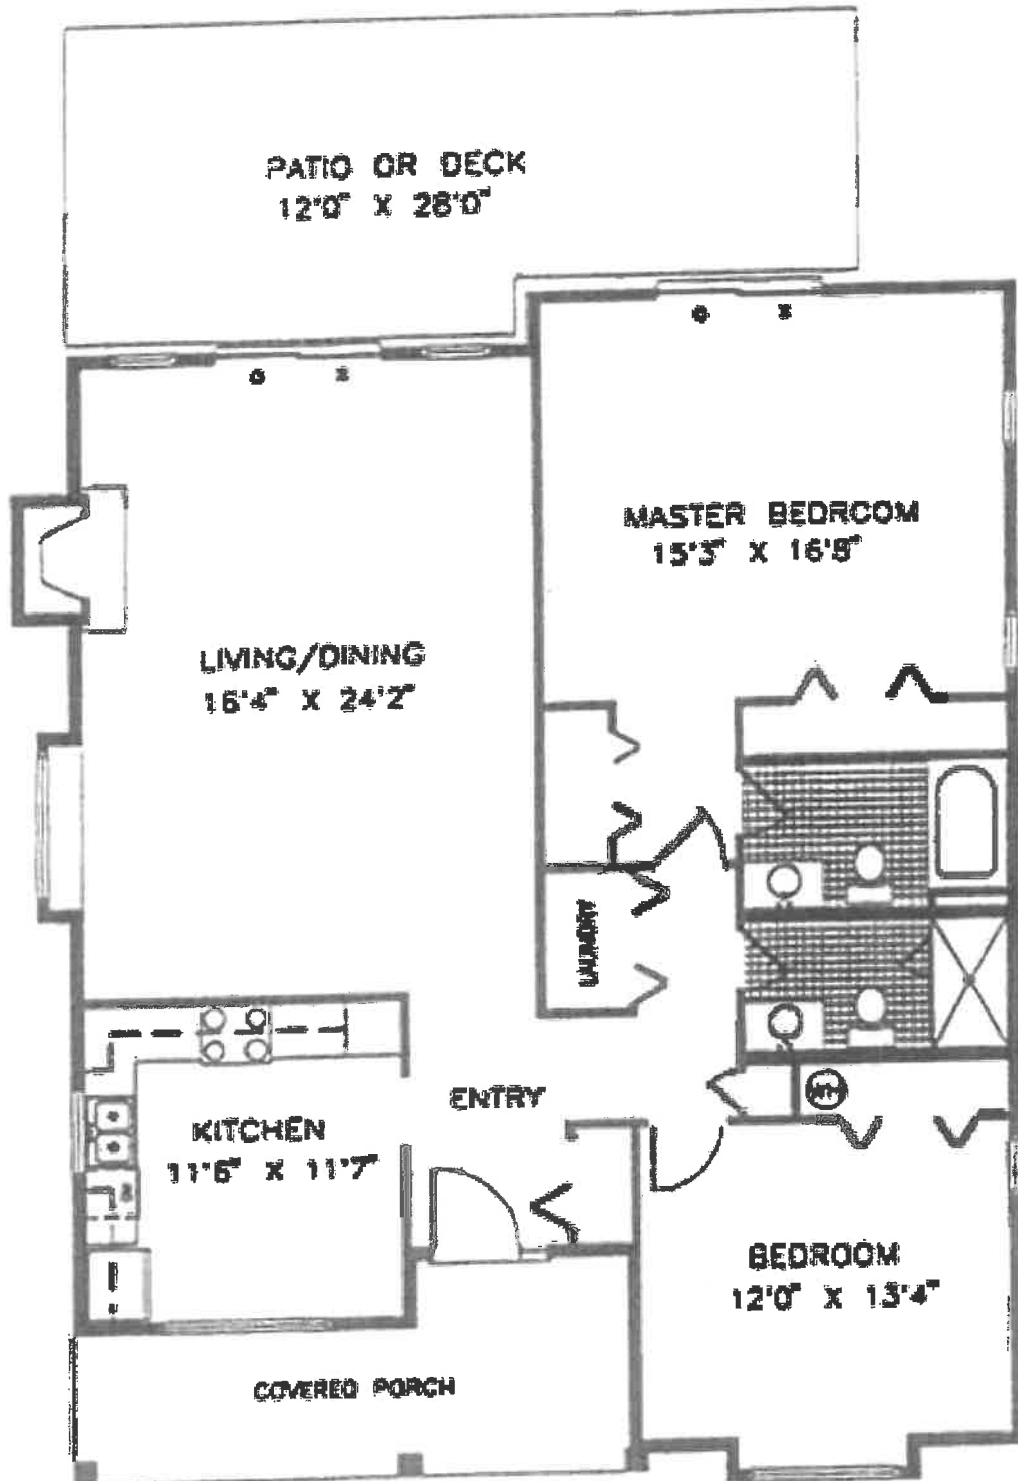 PATIO OR DECK
12'0" X 28'0"
MASTER BEDROOM
15'3" X 16'8"
LIVING/DINING
16'4" X 24'2"
LAUNDRY
ENTRY
KITCHEN
11'6" X 11'7"
BEDROOM
12'0" X 13'4"
COVERED PORCH